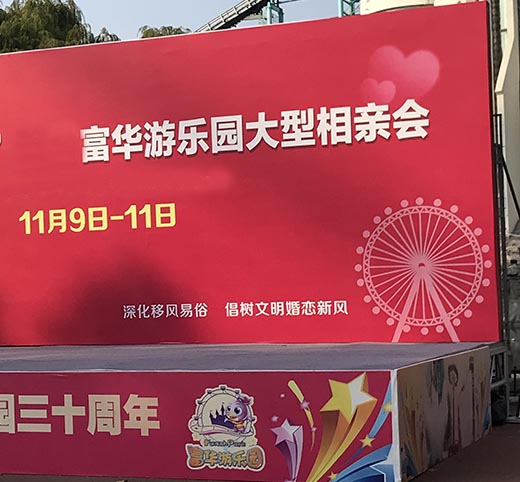 富华游乐园大型相亲会
11月9日-11日
深化移风易俗 倡树文明婚恋新风
园三十周年
富华游乐园